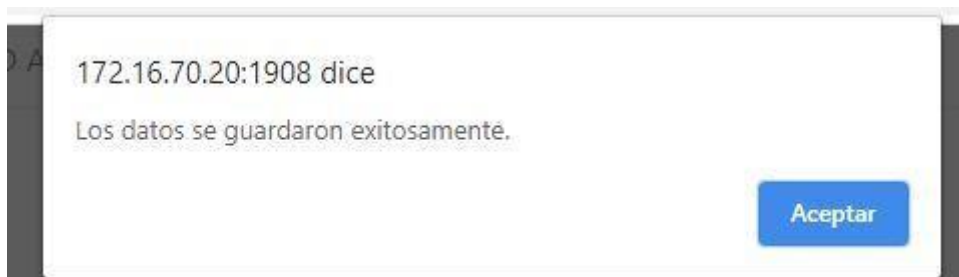 172.16.70.20:1908 dice
Los datos se guardaron exitosamente.
Aceptar